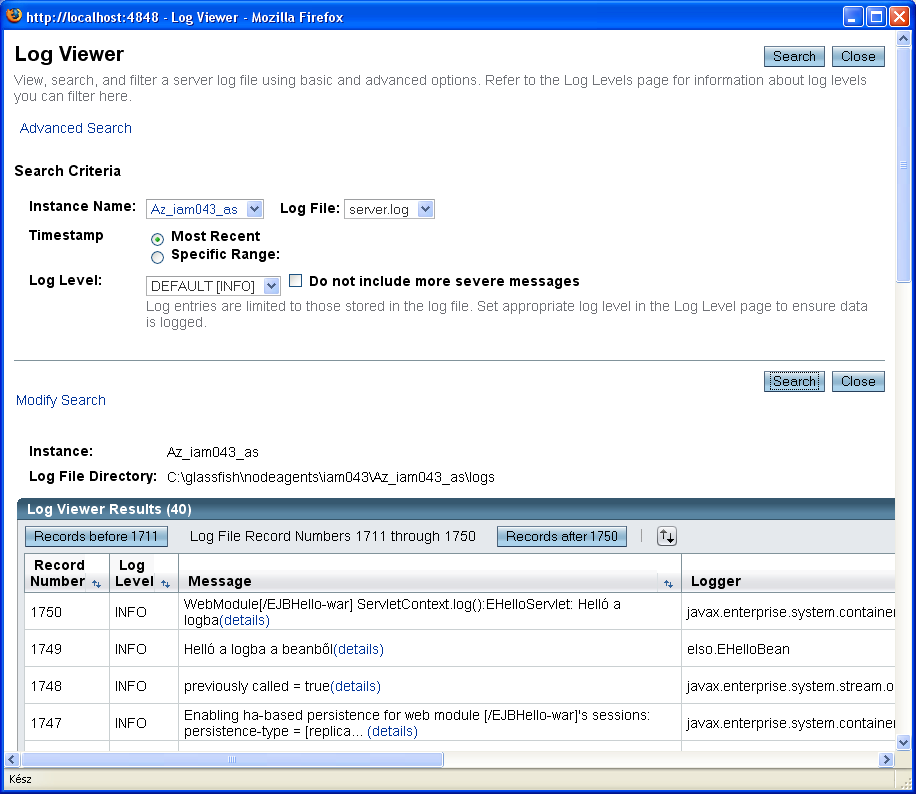 http://localhost:4848 - Log Viewer - Mozilla Firefox
Log Viewer
Search Close
View, search, and filter a server log file using basic and advanced options. Refer to the Log Levels page for information about log levels
you can filter here.
Advanced Search
Search Criteria
Instance Name: Az_iam043_as Log File: server.log
Timestamp Most Recent
Specific Range:
Log Level: DEFAULT [INFO] Do not include more severe messages
Log entries are limited to those stored in the log file. Set appropriate log level in the Log Level page to ensure data
is logged.
Search Close
Modify Search
Instance: Az_iam043_as
Log File Directory: C:\glassfish\nodeagents\iam043\Az_iam043_as\logs
Log Viewer Results (40)
Records before 1711 Log File Record Numbers 1711 through 1750 Records after 1750
Record Log
Number Level Message Logger
WebModule[/EJBHello-war] ServletContext.log():EHelloServlet: Helló a
1750 INFO logba(details) javax.enterprise.system.container
1749 INFO Helló a logba a beanből(details) elso.EHelloBean
1748 INFO previously called = true(details) javax.enterprise.system.stream.o
Enabling ha-based persistence for web module [/EJBHello-war]'s sessions:
1747 INFO persistence-type = [replica... (details) javax.enterprise.system.container
Kész